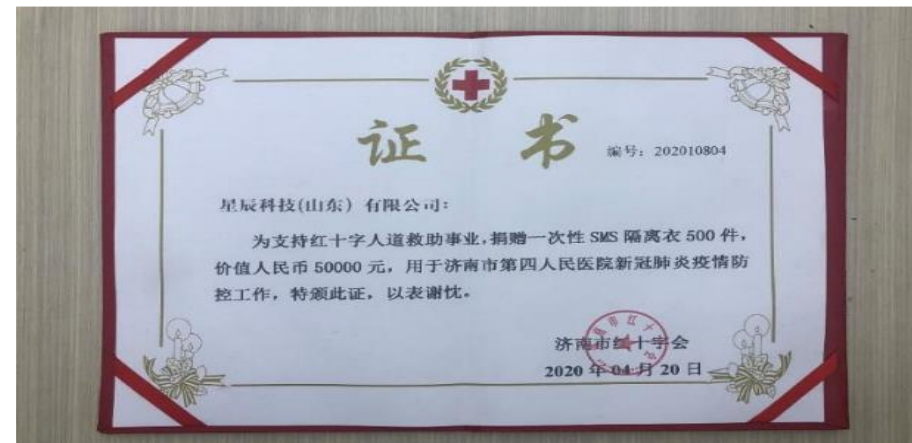 证 书
编号：202010804
星辰科技(山东)有限公司：
为支持红十字人道救助事业，捐赠一次性 SMS 隔离衣 500 件，
价值人民币 50000 元，用于济南市第四人民医院新冠肺炎疫情防
控工作，特颁此证，以表谢忱。
济南市红十字会
2020 年 04 月 20 日